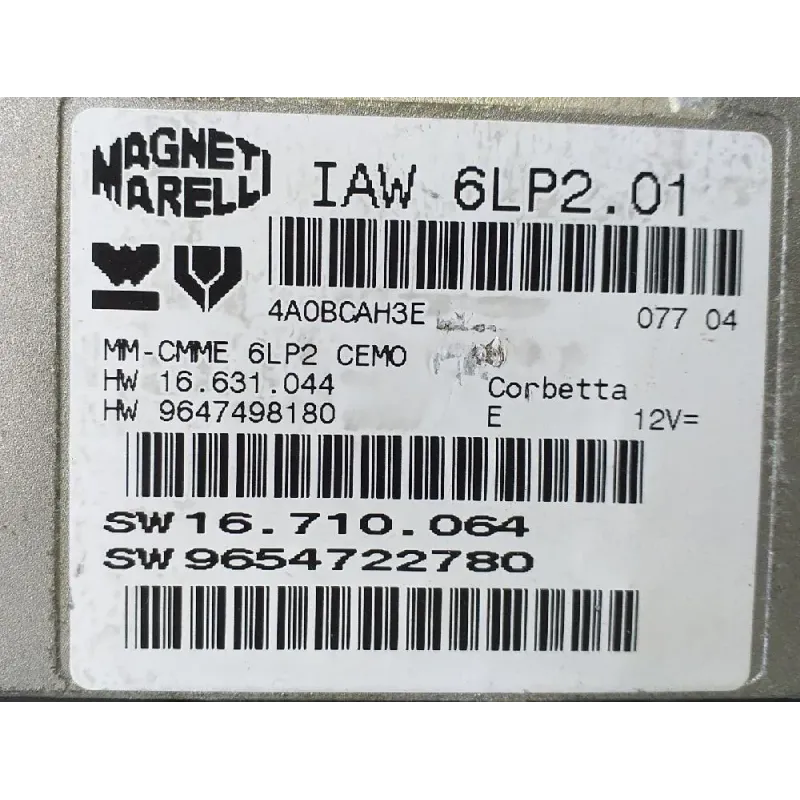 MAGNETI
MARELLI
IAW 6LP2.01
4A0BCAH3E
077 04
MM-CMME 6LP2 CEMO
HW 16.631.044
HW 9647498180
Corbetta
E 12V=
SW 16.710.064
SW 9654722780